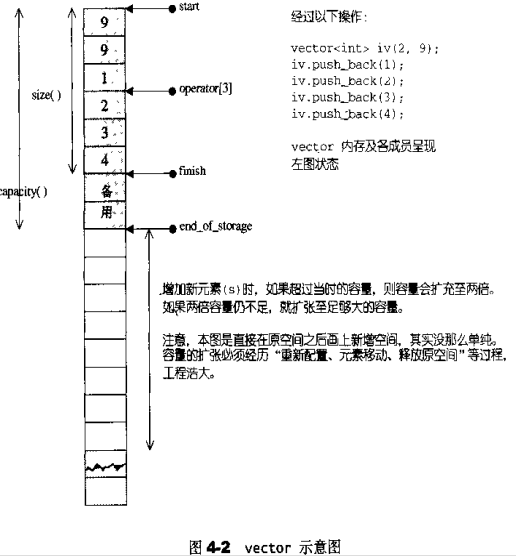 start
9
9
1
operator[3]
2
3
4
finish
备
用
end_of_storage
size( )
capacity( )
经过以下操作:
vector<int> iv(2, 9);
iv.push_back(1);
iv.push_back(2);
iv.push_back(3);
iv.push_back(4);
vector 内存及各成员呈现
左图状态
增加新元素(s)时,如果超过当时的容量,则容量会扩充至两倍。
如果两倍容量仍不足,就扩张至足够大的容量。
注意,本图是直接在原空间之后画上新增空间,其实没那么单纯。
容量的扩张必须经历“重新配置、元素移动、释放原空间”等过程,
工程浩大。
图 4-2 vector 示意图